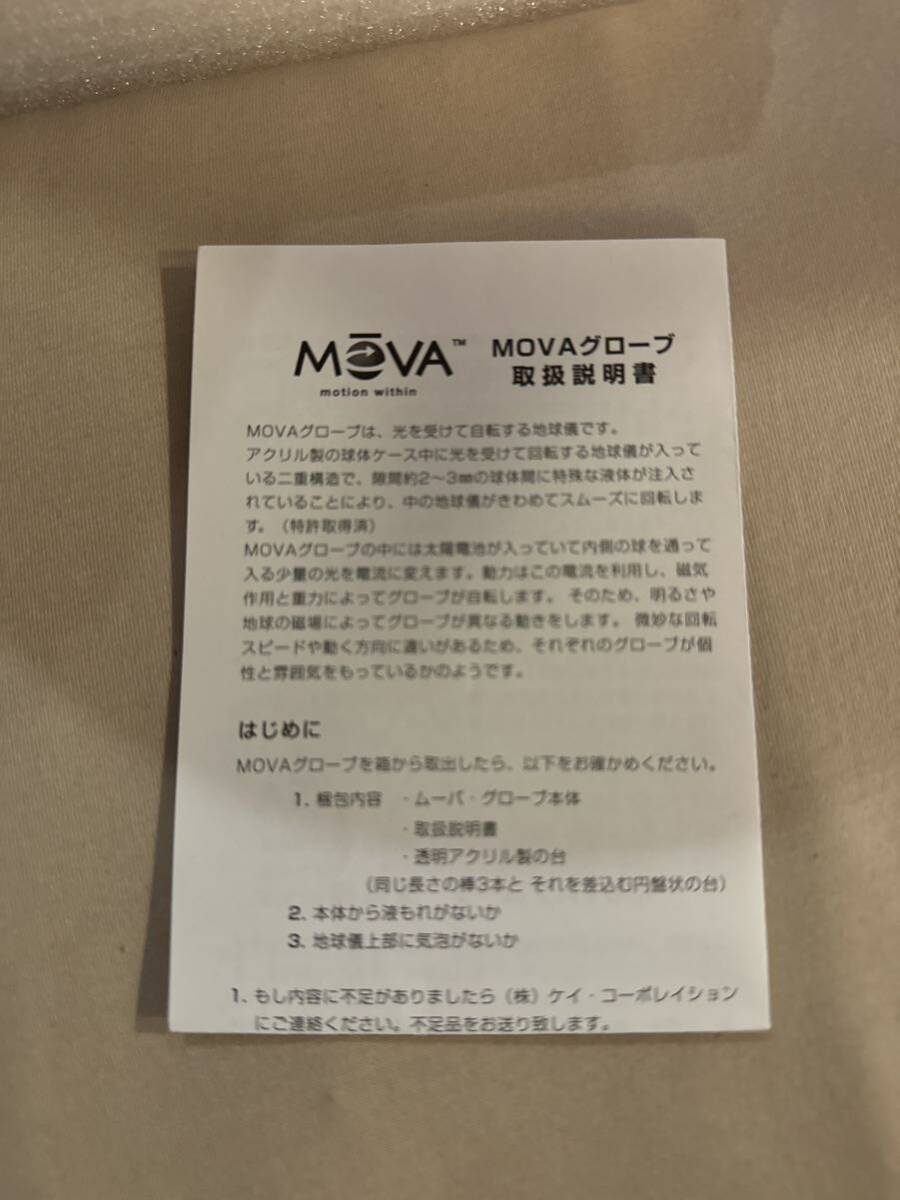 MOVA™
motion within
MOVAグローブ
取扱説明書
MOVAグローブは、光を受けて自転する地球儀です。
アクリル製の球体ケース中に光を受けて回転する地球儀が入って
いる二重構造で、隙間約2～3㎜の球体間に特殊な液体が注入さ
れていることにより、中の地球儀がきわめてスムーズに回転しま
す。（特許取得済）
MOVAグローブの中には太陽電池が入っていて内側の球を通って
入る少量の光を電流に変えます。動力はこの電流を利用し、磁気
作用と重力によってグローブが自転します。 そのため、明るさや
地球の磁場によってグローブが異なる動きをします。 微妙な回転
スピードや動く方向に違いがあるため、それぞれのグローブが個
性と雰囲気をもっているかのようです。
はじめに
MOVAグローブを箱から取出したら、以下をお確かめください。
1. 梱包内容 ・ムーバ・グローブ本体
・取扱説明書
・透明アクリル製の台
（同じ長さの棒3本と それを差込む円盤状の台）
2. 本体から液もれがないか
3. 地球儀上部に気泡がないか
1. もし内容に不足がありましたら（株）ケイ・コーポレイション
にご連絡ください。不足品をお送り致します。